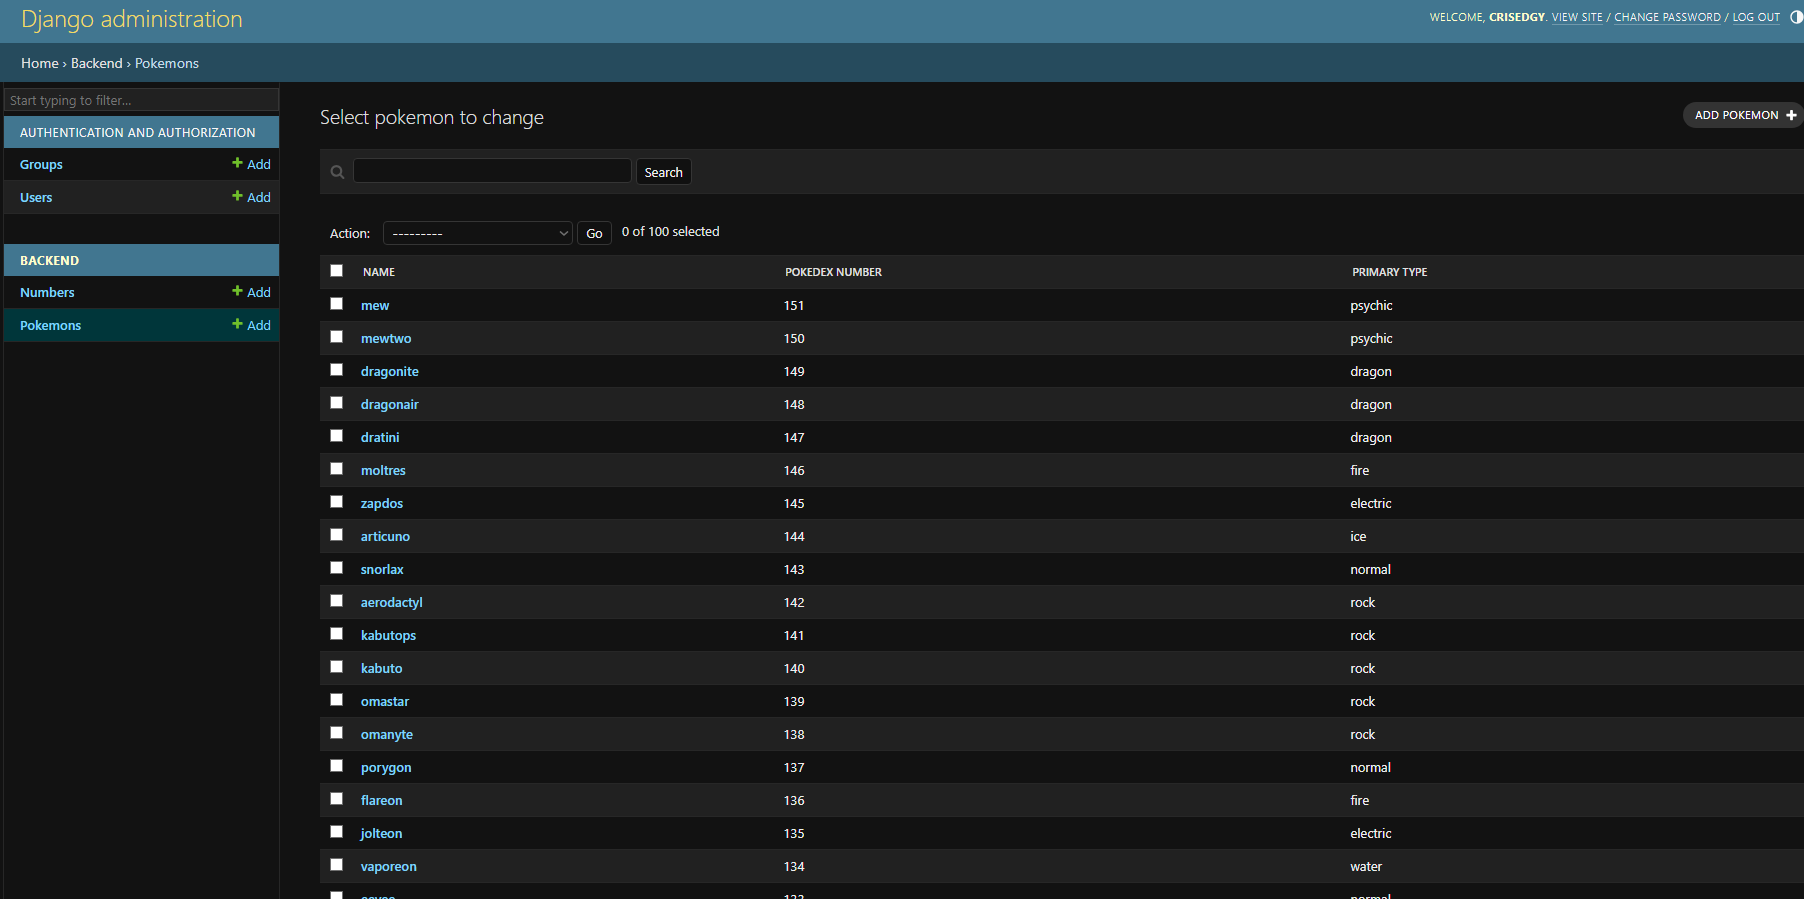 Django administration
WELCOME, CRISEDGY. VIEW SITE / CHANGE PASSWORD / LOG OUT
Home › Backend › Pokemons
Start typing to filter...
AUTHENTICATION AND AUTHORIZATION
Groups + Add
Users + Add
BACKEND
Numbers + Add
Pokemons + Add
Select pokemon to change
ADD POKEMON +
Search
Action: --------- Go 0 of 100 selected
NAME POKEDEX NUMBER PRIMARY TYPE
mew 151 psychic
mewtwo 150 psychic
dragonite 149 dragon
dragonair 148 dragon
dratini 147 dragon
moltres 146 fire
zapdos 145 electric
articuno 144 ice
snorlax 143 normal
aerodactyl 142 rock
kabutops 141 rock
kabuto 140 rock
omastar 139 rock
omanyte 138 rock
porygon 137 normal
flareon 136 fire
jolteon 135 electric
vaporeon 134 water